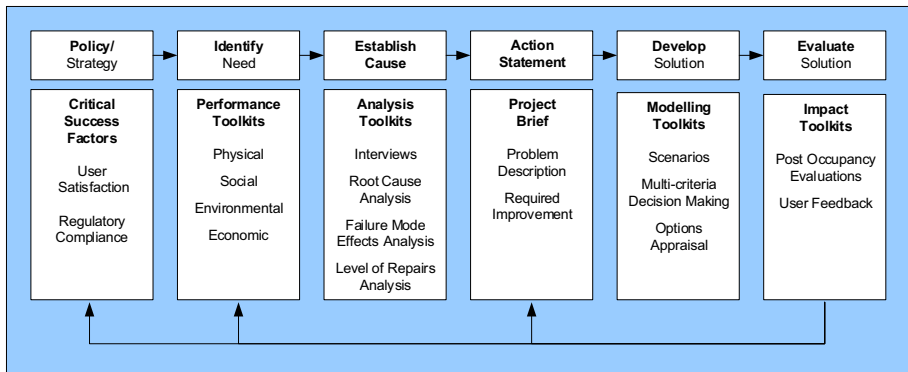 Policy/
Strategy
Identify
Need
Establish
Cause
Action
Statement
Develop
Solution
Evaluate
Solution
Critical
Success
Factors
User
Satisfaction
Regulatory
Compliance
Performance
Toolkits
Physical
Social
Environmental
Economic
Analysis
Toolkits
Interviews
Root Cause
Analysis
Failure Mode
Effects Analysis
Level of Repairs
Analysis
Project
Brief
Problem
Description
Required
Improvement
Modelling
Toolkits
Scenarios
Multi-criteria
Decision Making
Options
Appraisal
Impact
Toolkits
Post Occupancy
Evaluations
User Feedback